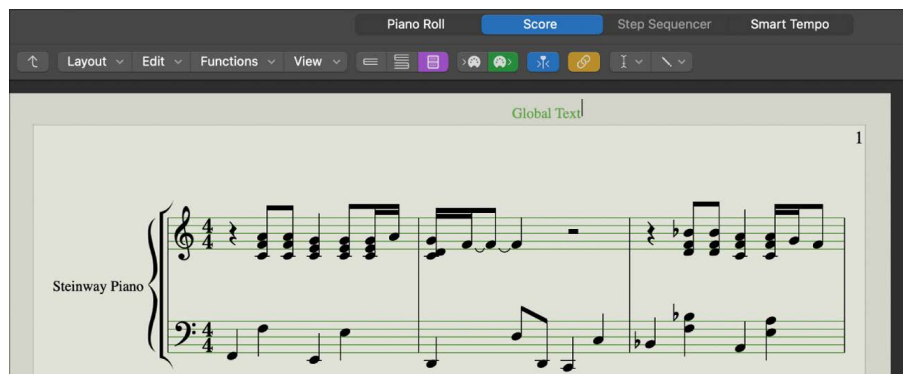 Piano Roll Score Step Sequencer Smart Tempo
Layout Edit Functions View
Global Text
1
Steinway Piano